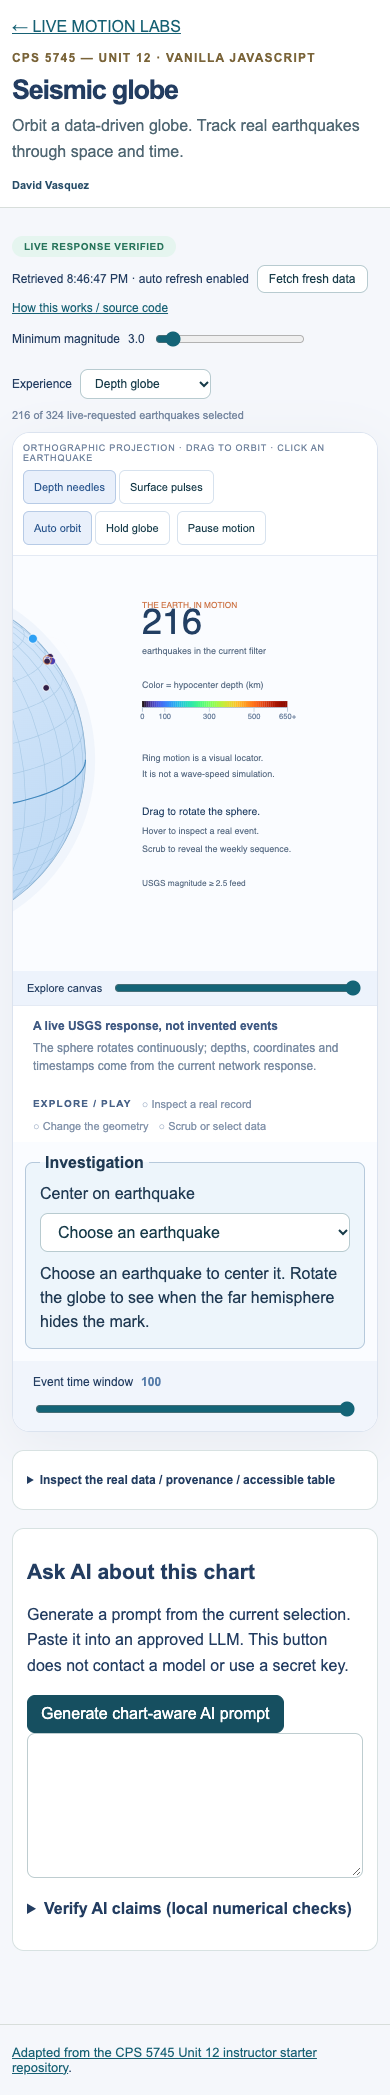 ← LIVE MOTION LABS
CPS 5745 — UNIT 12 · VANILLA JAVASCRIPT
Seismic globe
Orbit a data-driven globe. Track real earthquakes
through space and time.
David Vasquez
LIVE RESPONSE VERIFIED
Retrieved 8:46:47 PM · auto refresh enabled Fetch fresh data
How this works / source code
Minimum magnitude 3.0
Experience Depth globe
216 of 324 live-requested earthquakes selected
ORTHOGRAPHIC PROJECTION · DRAG TO ORBIT · CLICK AN
EARTHQUAKE
Depth needles Surface pulses
Auto orbit Hold globe Pause motion
THE EARTH, IN MOTION
216
earthquakes in the current filter
Color = hypocenter depth (km)
0 100 300 500 650+
Ring motion is a visual locator.
It is not a wave-speed simulation.
Drag to rotate the sphere.
Hover to inspect a real event.
Scrub to reveal the weekly sequence.
USGS magnitude ≥ 2.5 feed
Explore canvas
A live USGS response, not invented events
The sphere rotates continuously; depths, coordinates and
timestamps come from the current network response.
EXPLORE / PLAY ○ Inspect a real record
○ Change the geometry ○ Scrub or select data
Investigation
Center on earthquake
Choose an earthquake
Choose an earthquake to center it. Rotate
the globe to see when the far hemisphere
hides the mark.
Event time window 100
▶ Inspect the real data / provenance / accessible table
Ask AI about this chart
Generate a prompt from the current selection.
Paste it into an approved LLM. This button
does not contact a model or use a secret key.
Generate chart-aware AI prompt
▶ Verify AI claims (local numerical checks)
Adapted from the CPS 5745 Unit 12 instructor starter
repository.